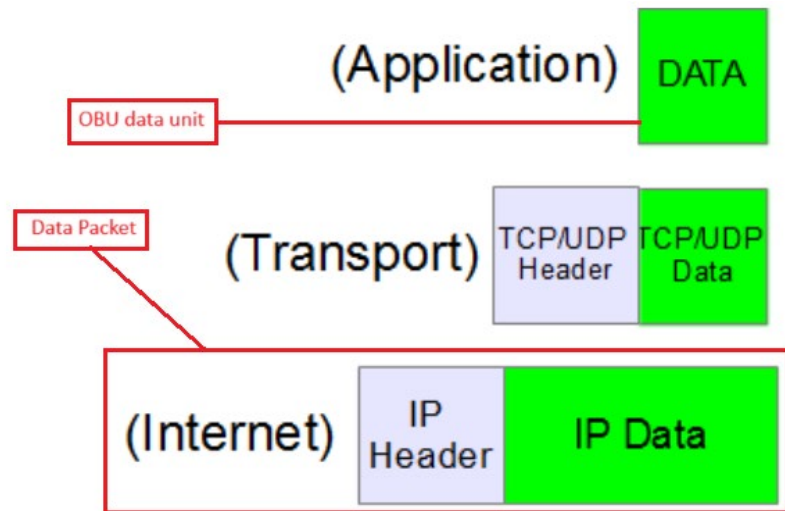 (Application)
DATA
OBU data unit
Data Packet
(Transport)
TCP/UDP
Header
TCP/UDP
Data
(Internet)
IP
Header
IP Data